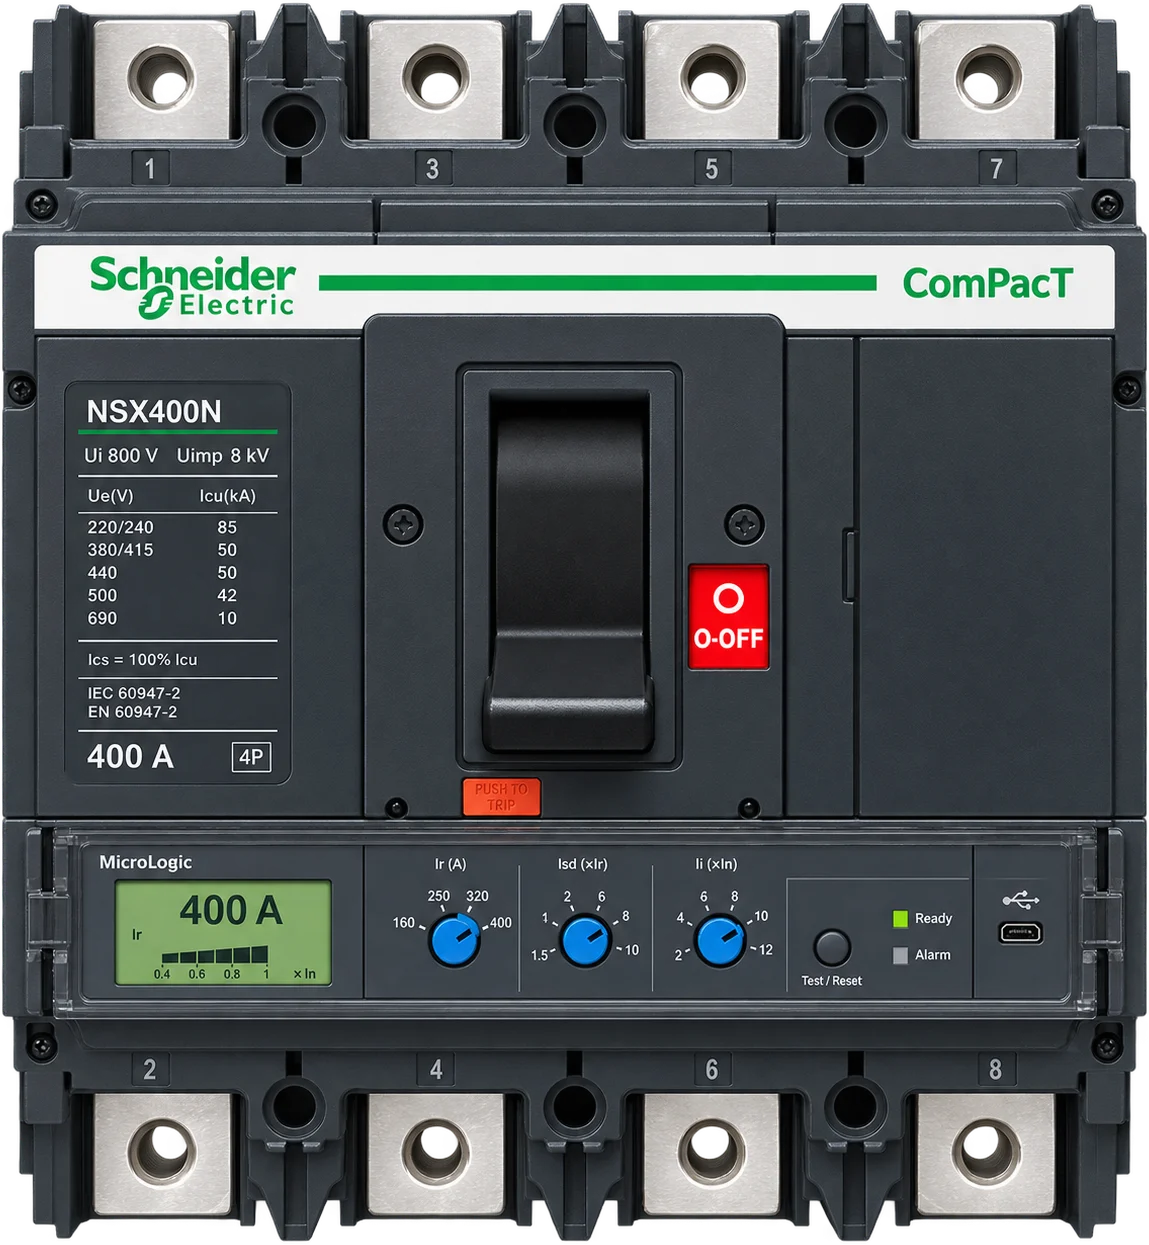 1 3 5 7
Schneider
Electric
ComPacT
NSX400N
Ui 800 V Uimp 8 kV
Ue(V) Icu(kA)
220/240 85
380/415 50
440 50
500 42
690 10
Ics = 100% Icu
IEC 60947-2
EN 60947-2
400 A 4P
O
O-OFF
PUSH TO
TRIP
MicroLogic
400 A
Ir
0.4 0.6 0.8 1 x In
Ir (A)
160 250 320 400
Isd (xIr)
1.5 1 2 6 8 10
Ii (xIn)
2 4 6 8 10 12
Test / Reset
Ready
Alarm
2 4 6 8